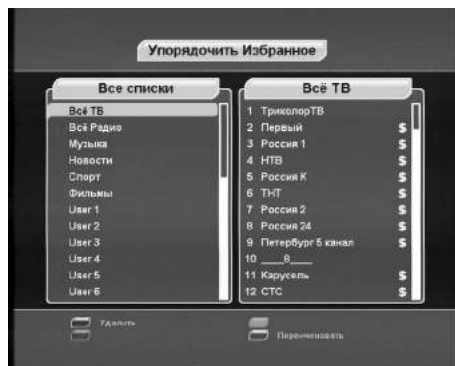 Упорядочить Избранное
Все списки
Всё ТВ
Всё Радио
Музыка
Новости
Спорт
Фильмы
User 1
User 2
User 3
User 4
User 5
User 6
Всё ТВ
1 ТриколорТВ
2 Первый $
3 Россия 1 $
4 НТВ $
5 Россия К $
6 ТНТ $
7 Россия 2 $
8 Россия 24 $
9 Петербург 5 канал $
10 ____8____
11 Карусель $
12 СТС $
Удалить
Переименовать